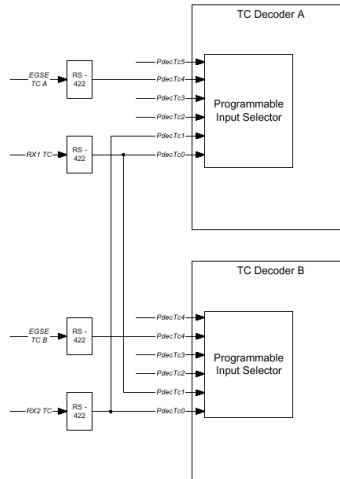 TC Decoder A
PdecTc5
EGSE
TC A
RS -
422
PdecTc4
PdecTc3
Programmable
Input Selector
PdecTc2
PdecTc1
RX1 TC
RS -
422
PdecTc0
TC Decoder B
PdecTc4
EGSE
TC B
RS -
422
PdecTc4
PdecTc3
Programmable
Input Selector
PdecTc2
PdecTc1
RX2 TC
RS -
422
PdecTc0